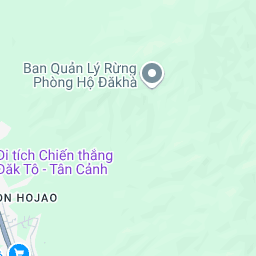 Ban Quản Lý Rừng
Phòng Hộ Đăkhà
Di tích Chiến thắng
Đăk Tô - Tân Cảnh
ON HOJAO